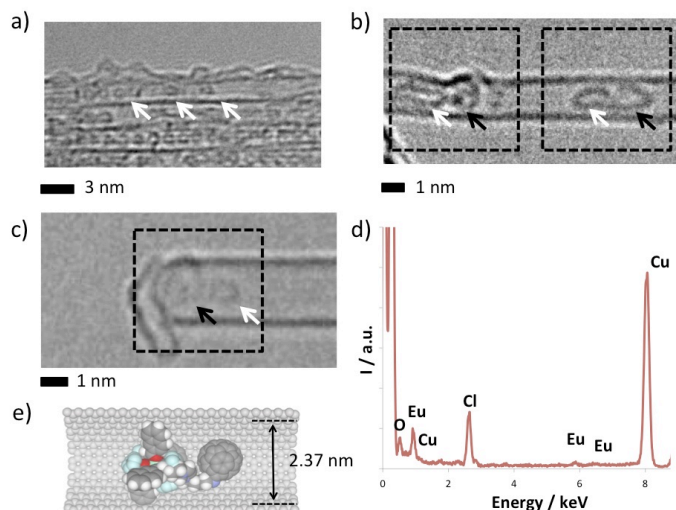 a)
3 nm
b)
1 nm
c)
1 nm
d)
I / a.u.
O
Eu
Cu
Cl
Eu
Eu
Cu
0 2 4 6 8
Energy / keV
e)
2.37 nm